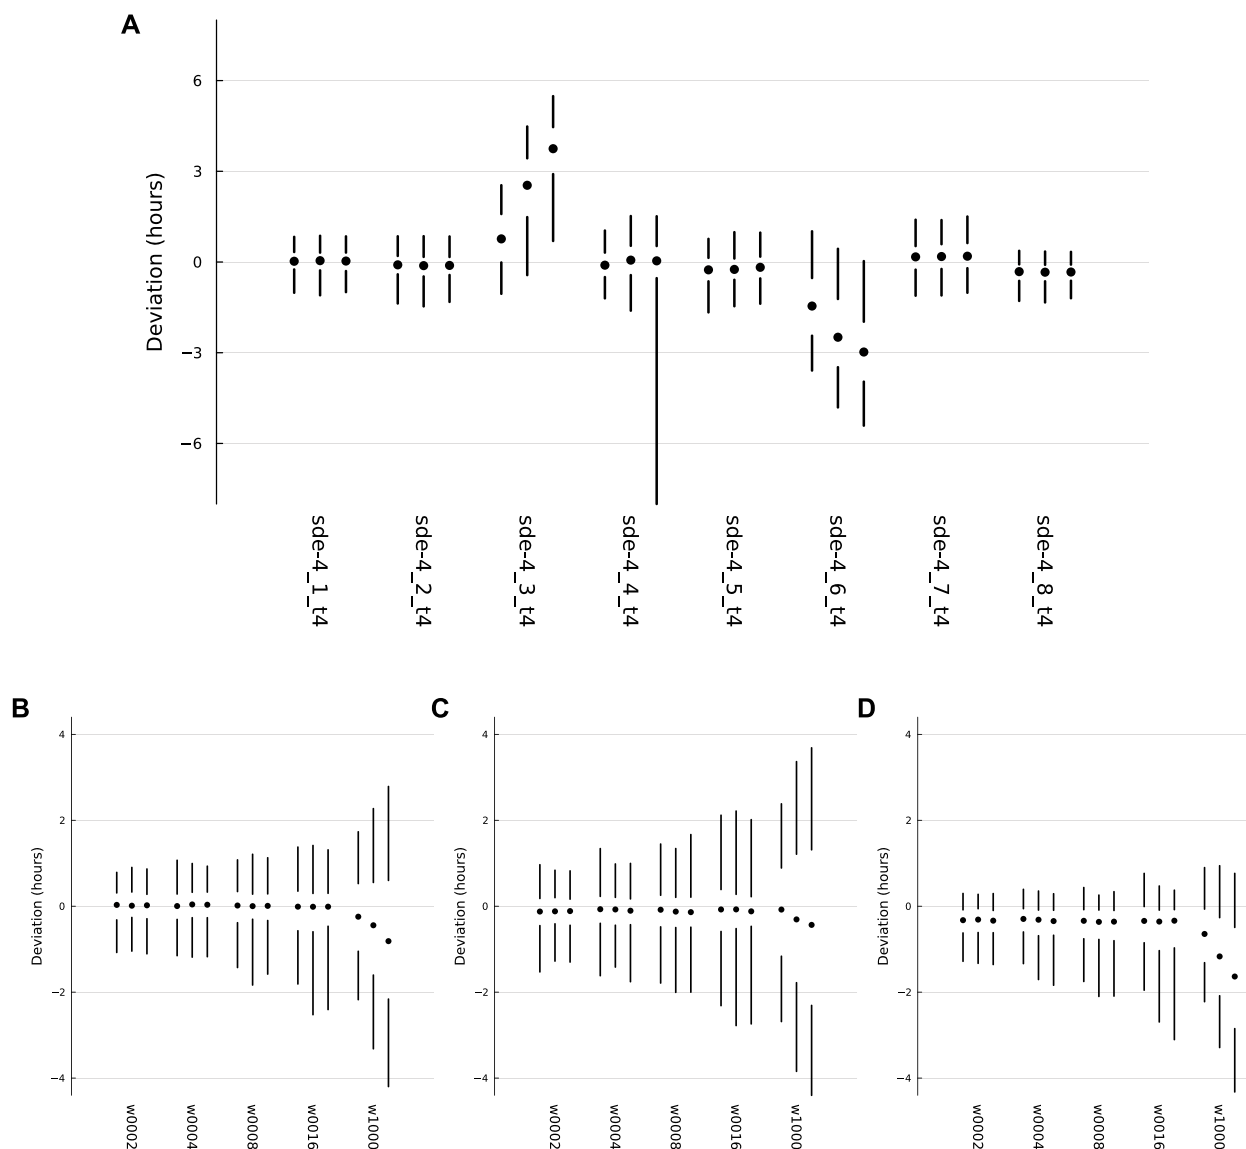 A
6
3
0
−3
−6
Deviation (hours)
sde-4_1_t4
sde-4_2_t4
sde-4_3_t4
sde-4_4_t4
sde-4_5_t4
sde-4_6_t4
sde-4_7_t4
sde-4_8_t4
B
4
2
0
−2
−4
Deviation (hours)
w0002
w0004
w0008
w0016
w1000
C
4
2
0
−2
−4
Deviation (hours)
w0002
w0004
w0008
w0016
w1000
D
4
2
0
−2
−4
Deviation (hours)
w0002
w0004
w0008
w0016
w1000